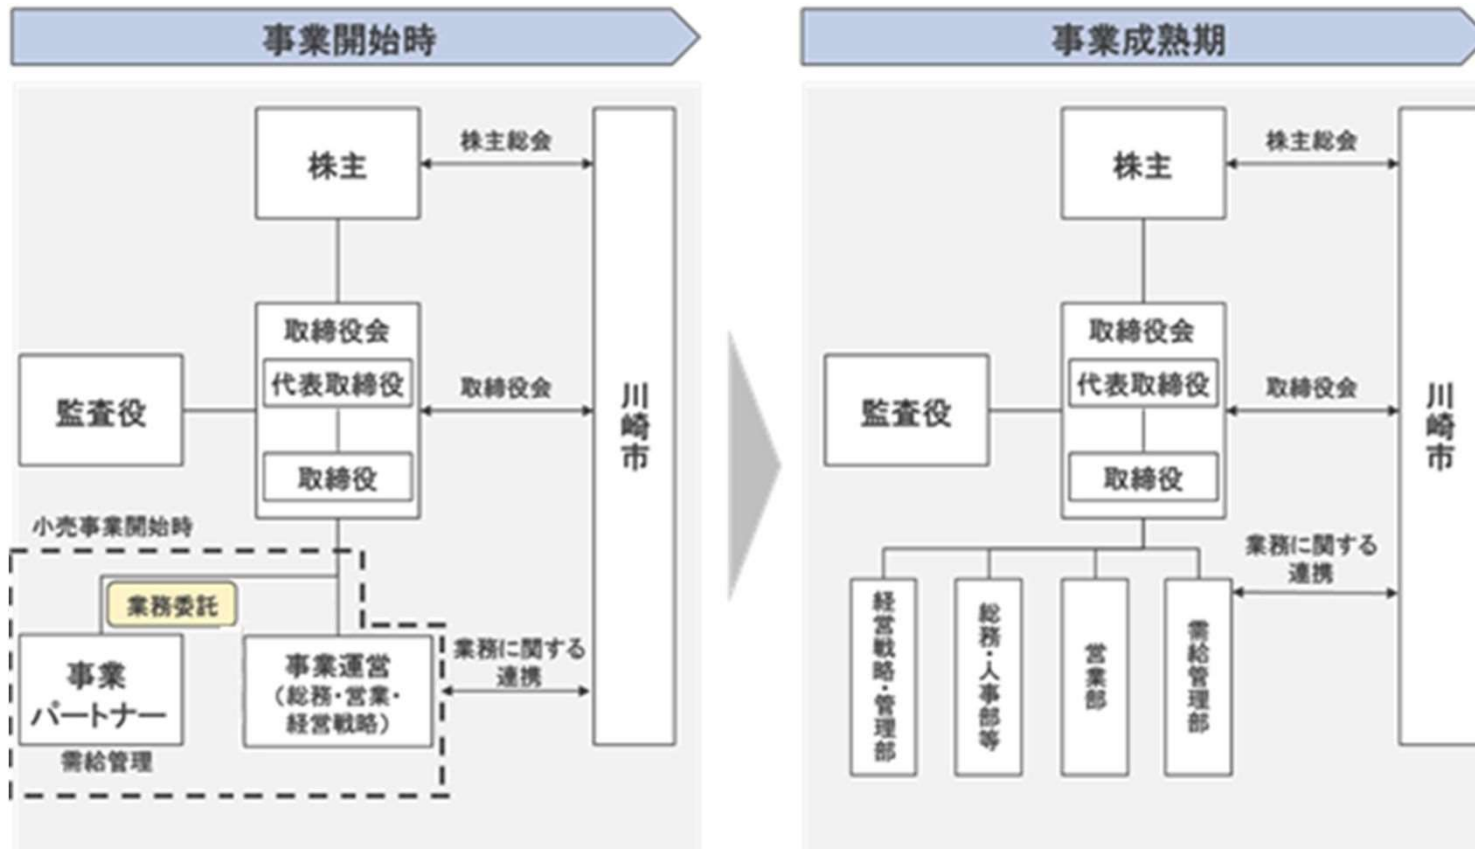 事業開始時
株主
株主総会
取締役会
代表取締役
取締役
監査役
取締役会
川崎市
小売事業開始時
業務委託
事業
パートナー
需給管理
事業運営
(総務・営業・
経営戦略)
業務に関する
連携
事業成熟期
株主
株主総会
取締役会
代表取締役
取締役
監査役
取締役会
川崎市
業務に関する
連携
経営戦略・管理部
総務・人事部等
営業部
需給管理部